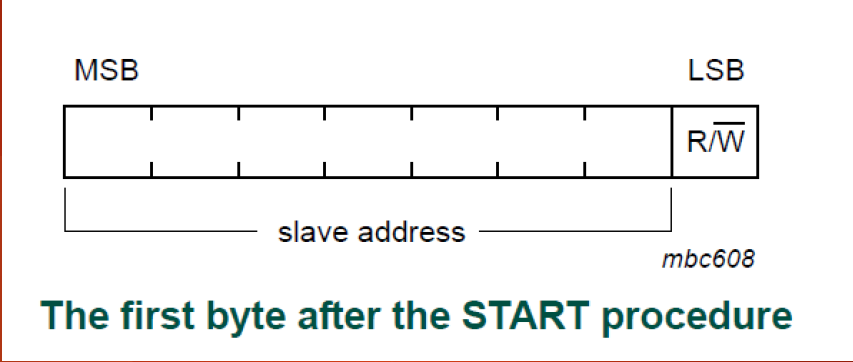 MSB LSB
R/W̅
slave address
mbc608
The first byte after the START procedure